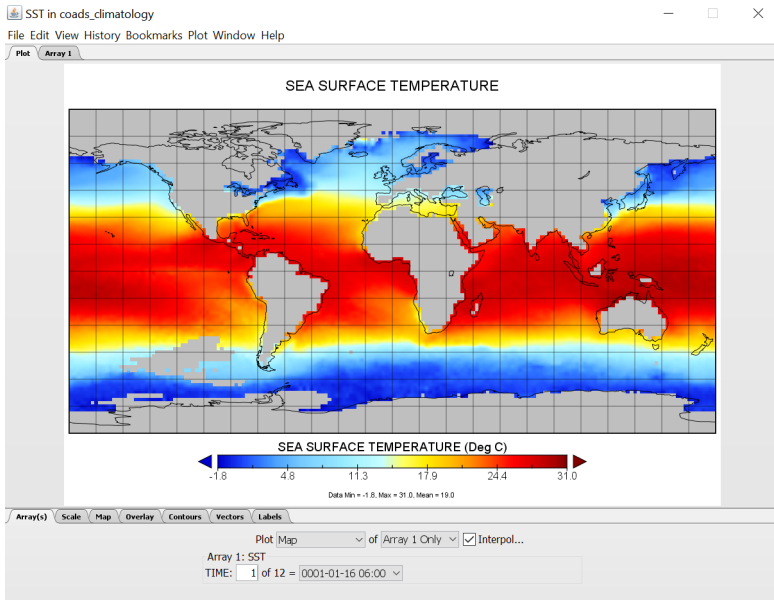 SST in coads_climatology
File Edit View History Bookmarks Plot Window Help
Plot Array 1
SEA SURFACE TEMPERATURE
SEA SURFACE TEMPERATURE (Deg C)
-1.8 4.8 11.3 17.9 24.4 31.0
Data Min = -1.8, Max = 31.0, Mean = 19.0
Array(s) Scale Map Overlay Contours Vectors Labels
Plot Map of Array 1 Only Interpol...
Array 1: SST
TIME: 1 of 12 = 0001-01-16 06:00